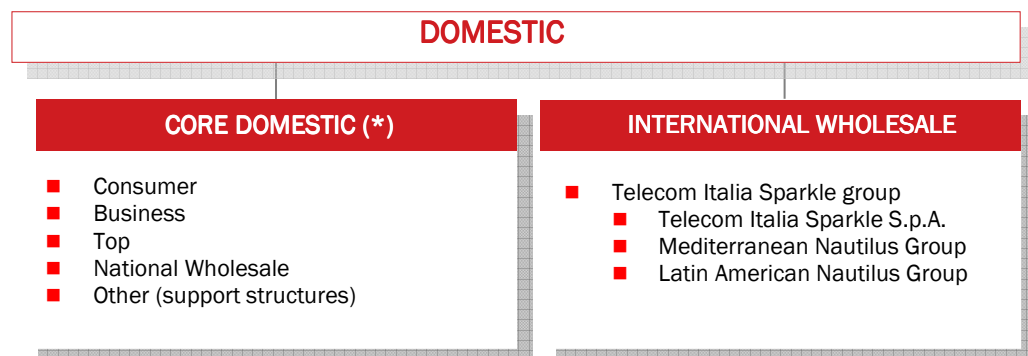 DOMESTIC
CORE DOMESTIC (*)
Consumer
Business
Top
National Wholesale
Other (support structures)
INTERNATIONAL WHOLESALE
Telecom Italia Sparkle group
Telecom Italia Sparkle S.p.A.
Mediterranean Nautilus Group
Latin American Nautilus Group